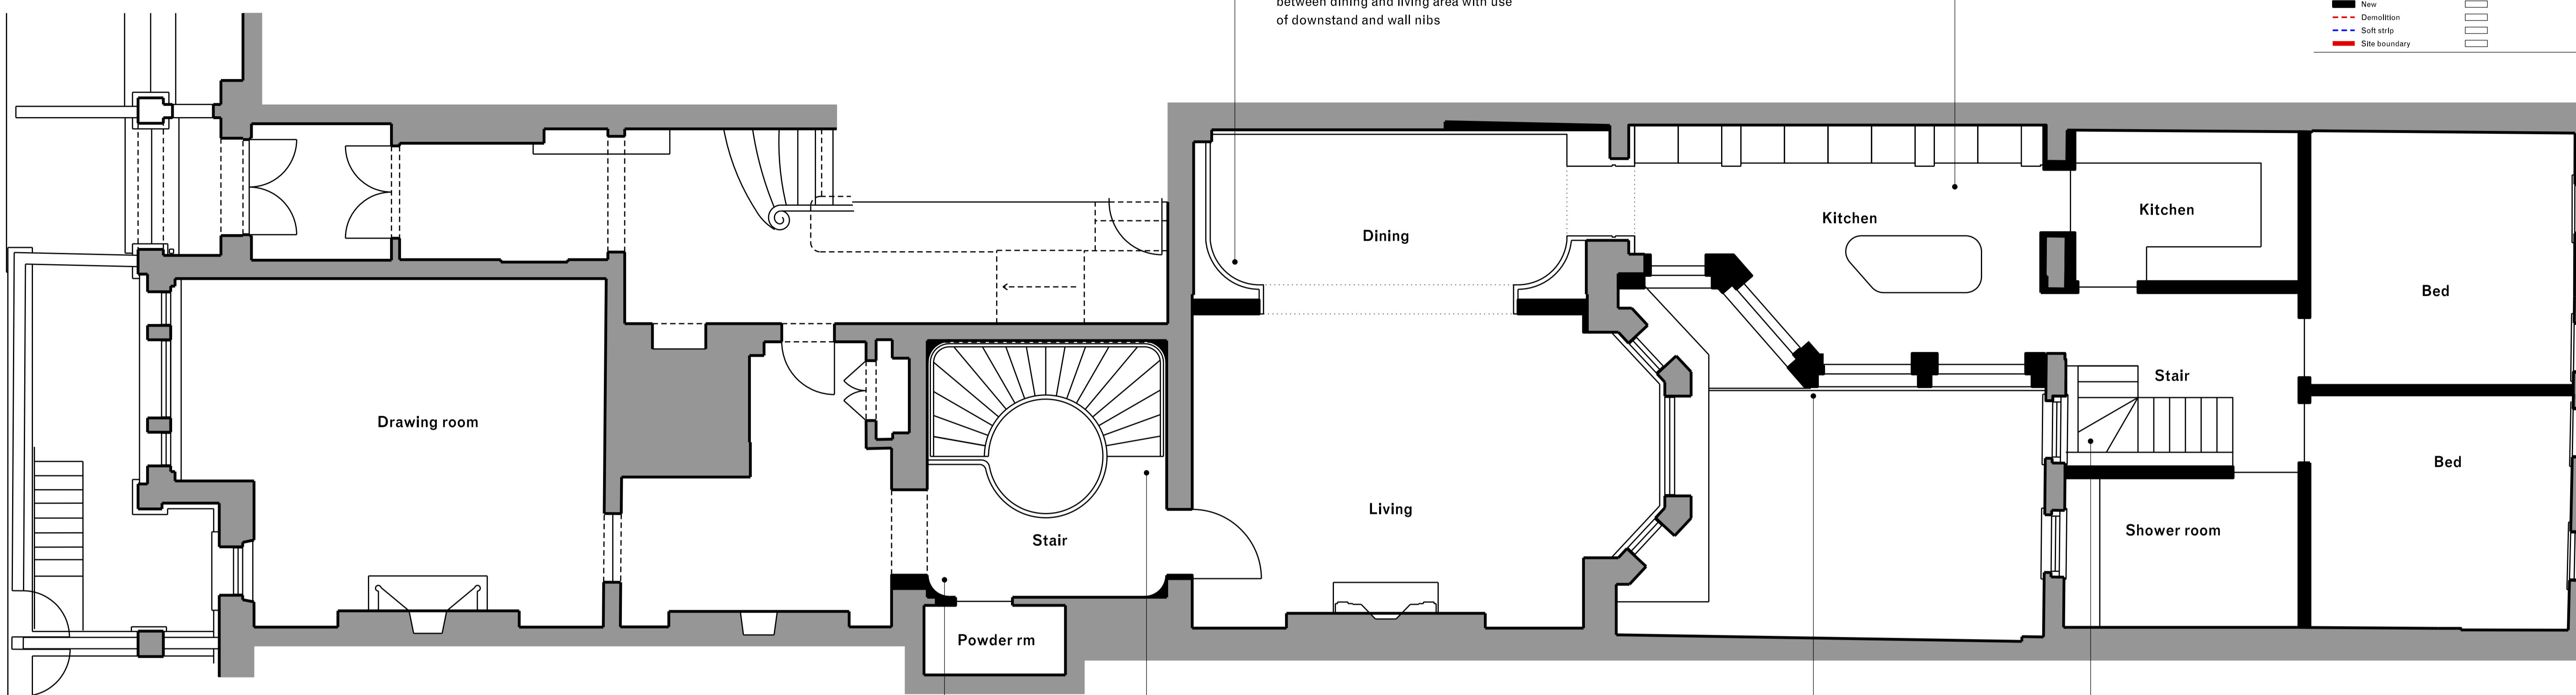 between dining and living area with use
of downstand and wall nibs
New
Demolition
Soft strip
Site boundary
Dining
Kitchen
Kitchen
Bed
Stair
Drawing room
Bed
Living
Shower room
Stair
Powder rm